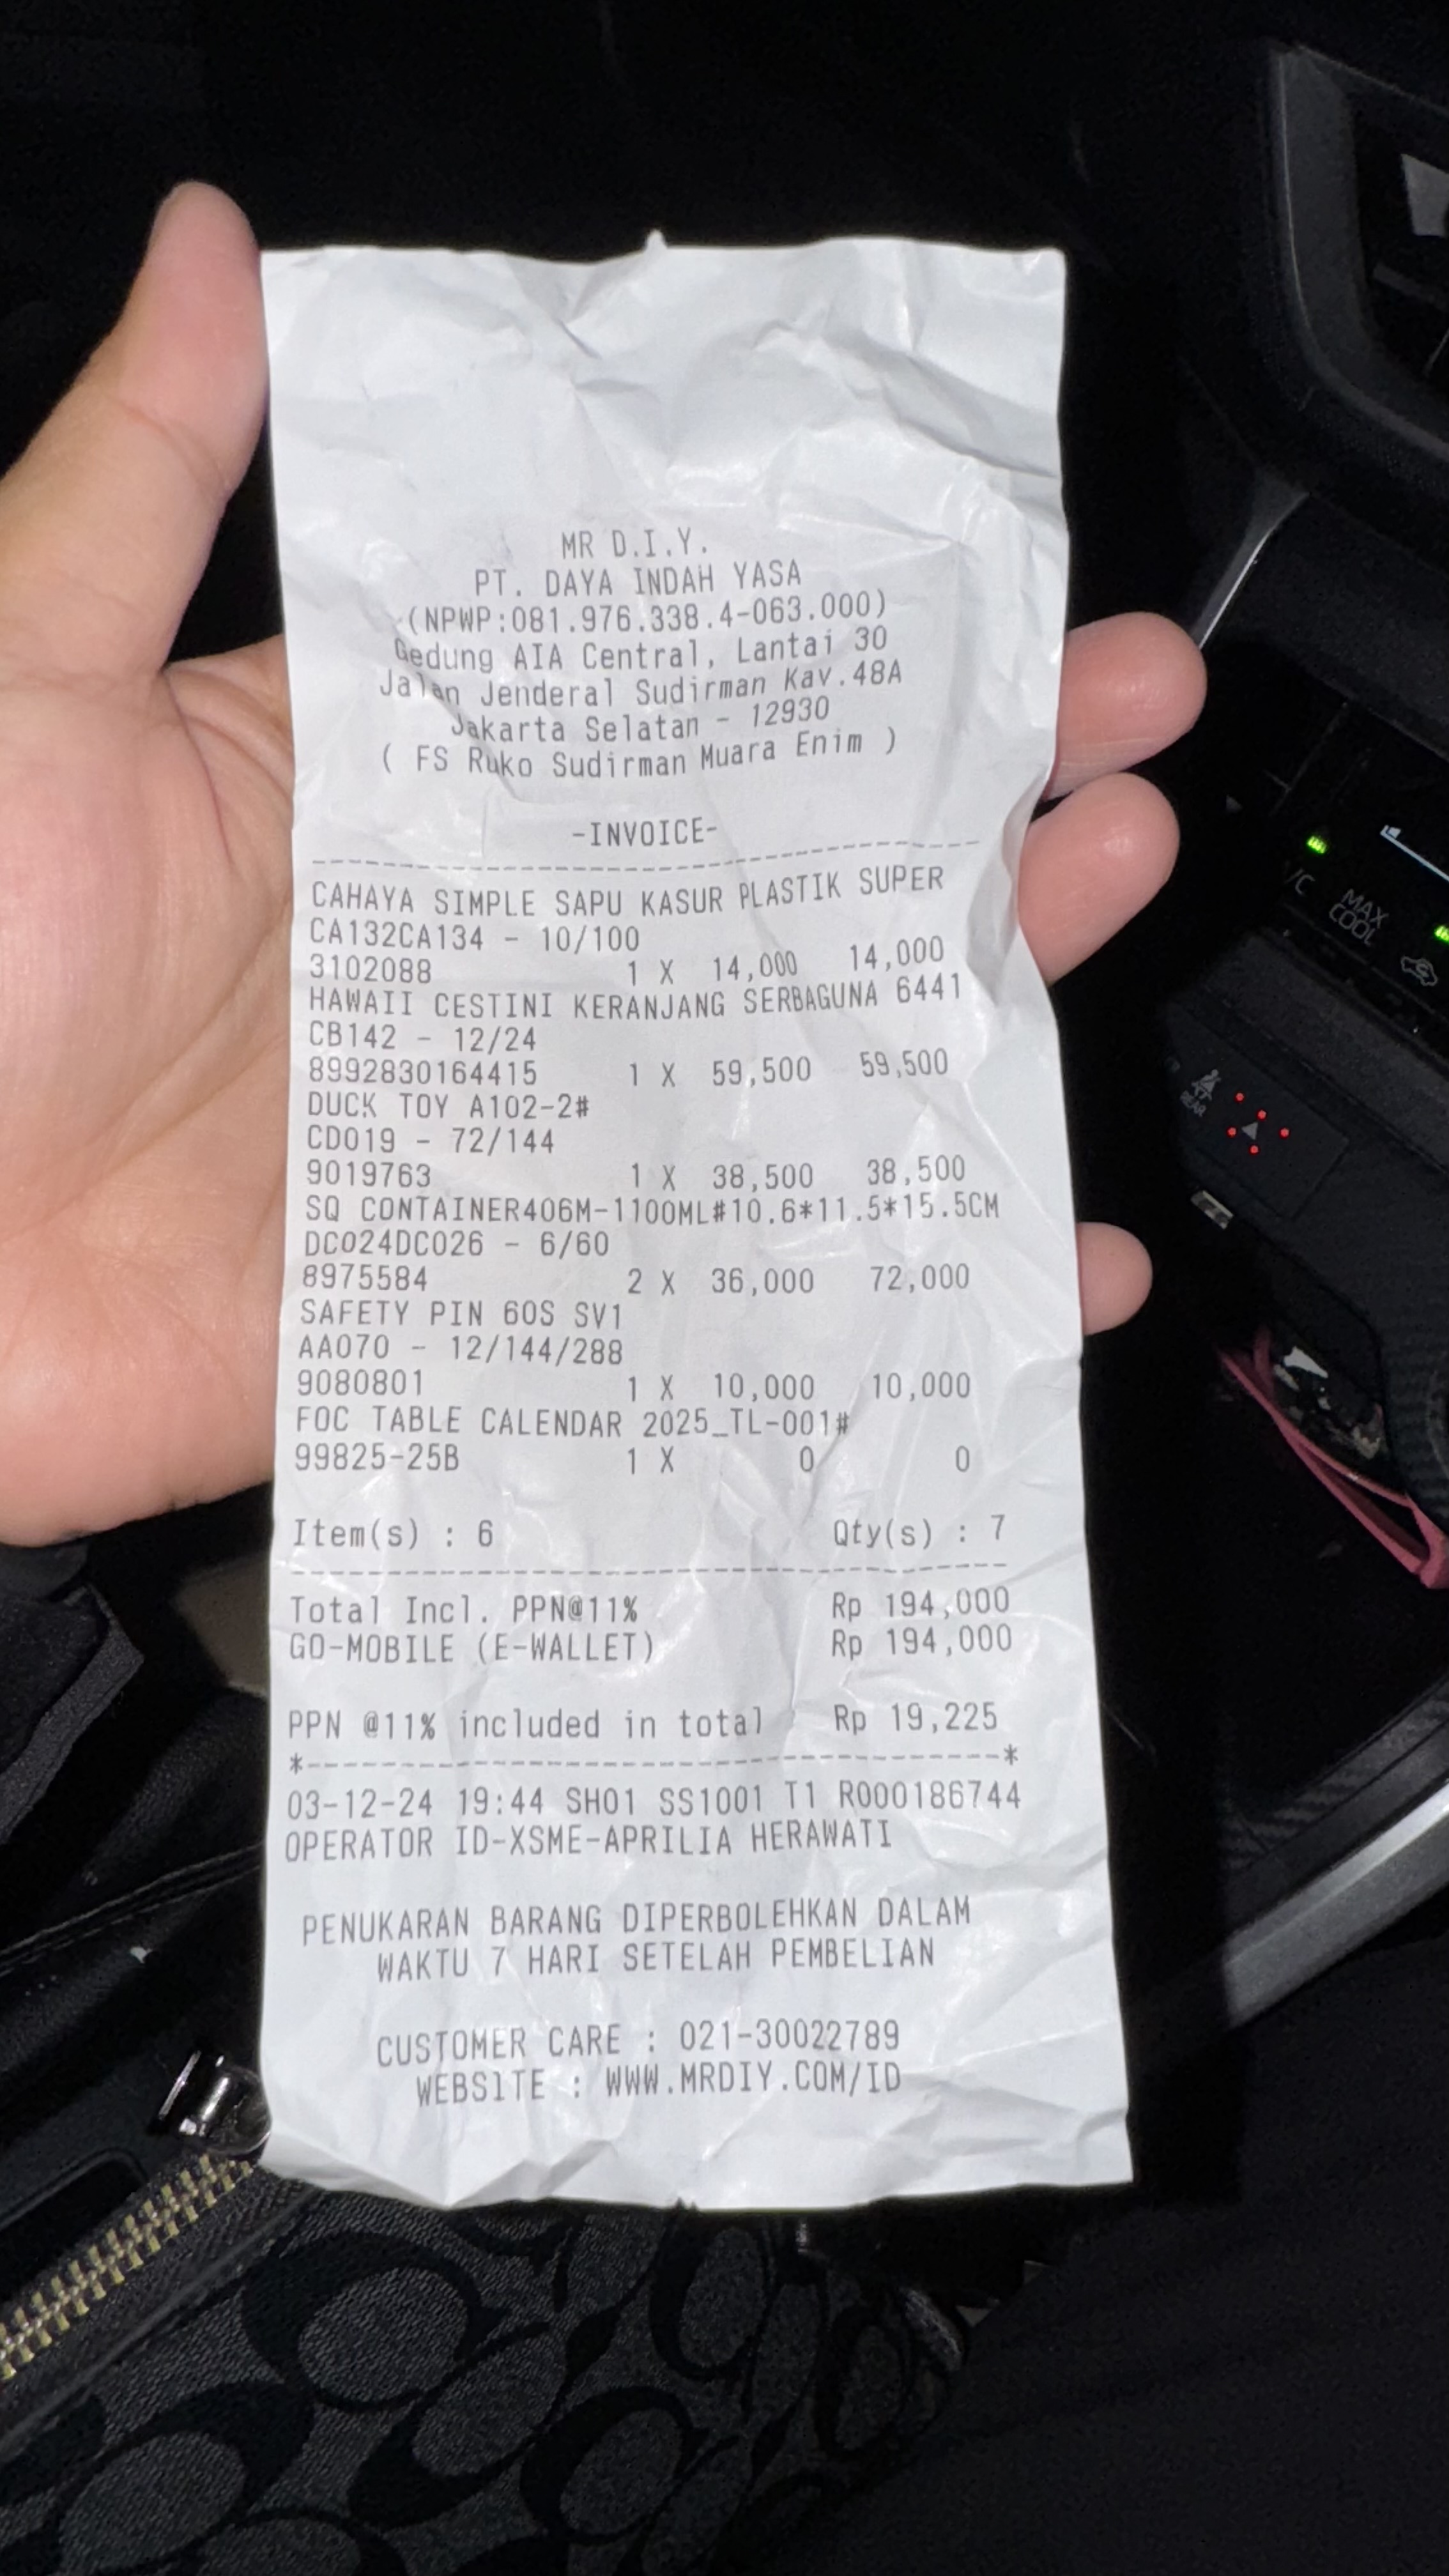 MR D.I.Y.
PT. DAYA INDAH YASA
(NPWP:081.976.338.4-063.000)
Gedung AIA Central, Lantai 30
Jalan Jenderal Sudirman Kav.48A
Jakarta Selatan - 12930
( FS Ruko Sudirman Muara Enim )
-INVOICE-
CAHAYA SIMPLE SAPU KASUR PLASTIK SUPER
CA132CA134 - 10/100
3102088 1 X 14,000 14,000
HAWAII CESTINI KERANJANG SERBAGUNA 6441
CB142 - 12/24
8992830164415 1 X 59,500 59,500
DUCK TOY A102-2#
CD019 - 72/144
9019763 1 X 38,500 38,500
SQ CONTAINER406M-1100ML#10.6*11.5*15.5CM
DC024DC026 - 6/60
8975584 2 X 36,000 72,000
SAFETY PIN 60S SV1
AA070 - 12/144/288
9080801 1 X 10,000 10,000
FOC TABLE CALENDAR 2025_TL-001#
99825-25B 1 X 0 0
Item(s) : 6 Qty(s) : 7
Total Incl. PPN@11% Rp 194,000
GO-MOBILE (E-WALLET) Rp 194,000
PPN @11% included in total Rp 19,225
*--------------------------------------*
03-12-24 19:44 SH01 SS1001 T1 R000186744
OPERATOR ID-XSME-APRILIA HERAWATI
PENUKARAN BARANG DIPERBOLEHKAN DALAM
WAKTU 7 HARI SETELAH PEMBELIAN
CUSTOMER CARE : 021-30022789
WEBSITE : WWW.MRDIY.COM/ID
/C
MAX
COOL
REAR